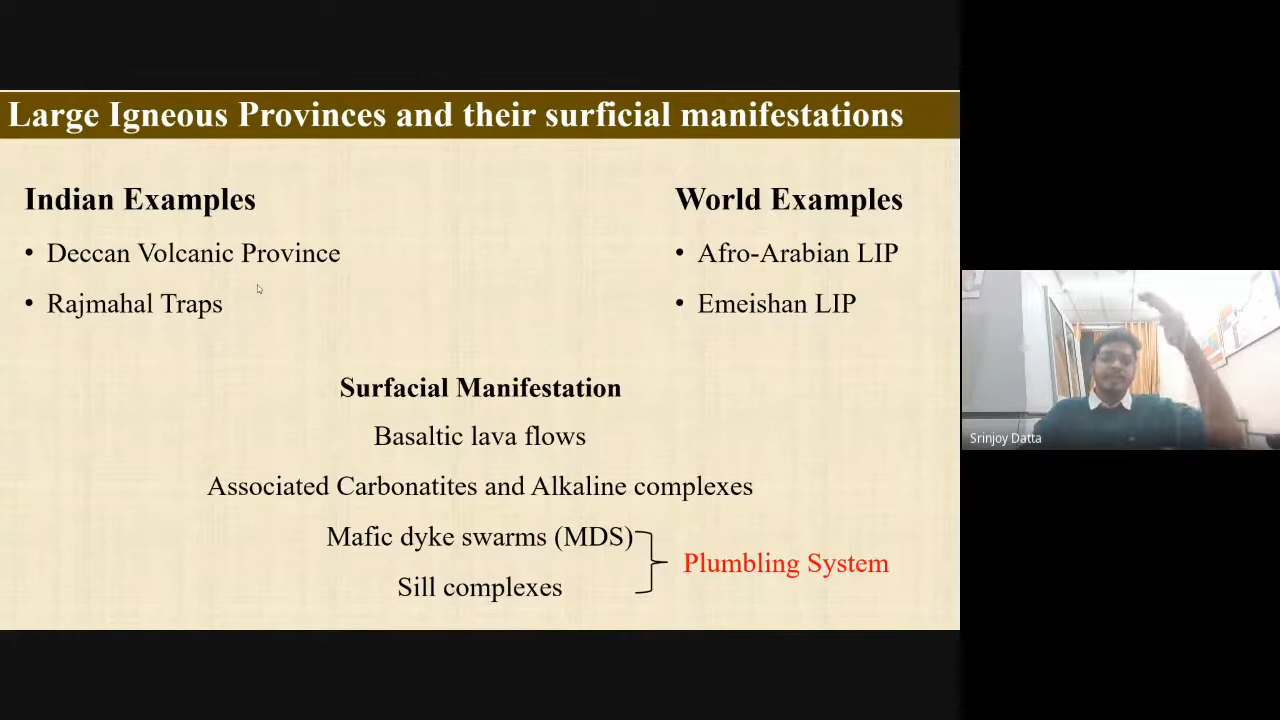 Large Igneous Provinces and their surficial manifestations
Indian Examples
• Deccan Volcanic Province
• Rajmahal Traps
World Examples
• Afro-Arabian LIP
• Emeishan LIP
Surfacial Manifestation
Basaltic lava flows
Associated Carbonatites and Alkaline complexes
Mafic dyke swarms (MDS)
Sill complexes
Plumbling System
Srinjoy Datta